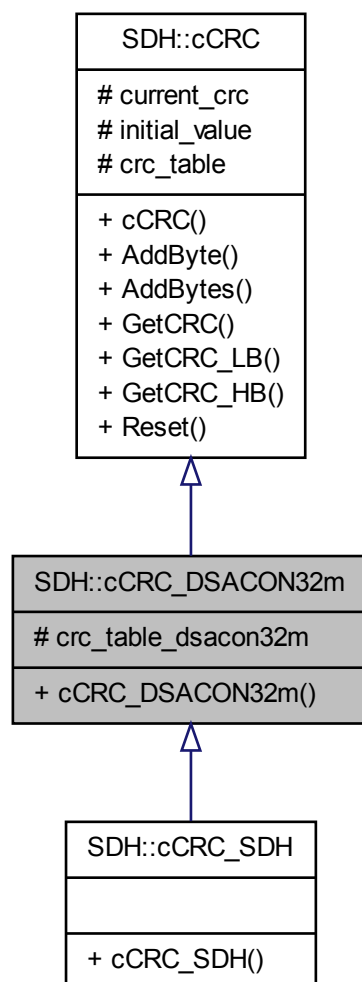 SDH::cCRC
# current_crc
# initial_value
# crc_table
+ cCRC()
+ AddByte()
+ AddBytes()
+ GetCRC()
+ GetCRC_LB()
+ GetCRC_HB()
+ Reset()
SDH::cCRC_DSACON32m
# crc_table_dsacon32m
+ cCRC_DSACON32m()
SDH::cCRC_SDH
+ cCRC_SDH()